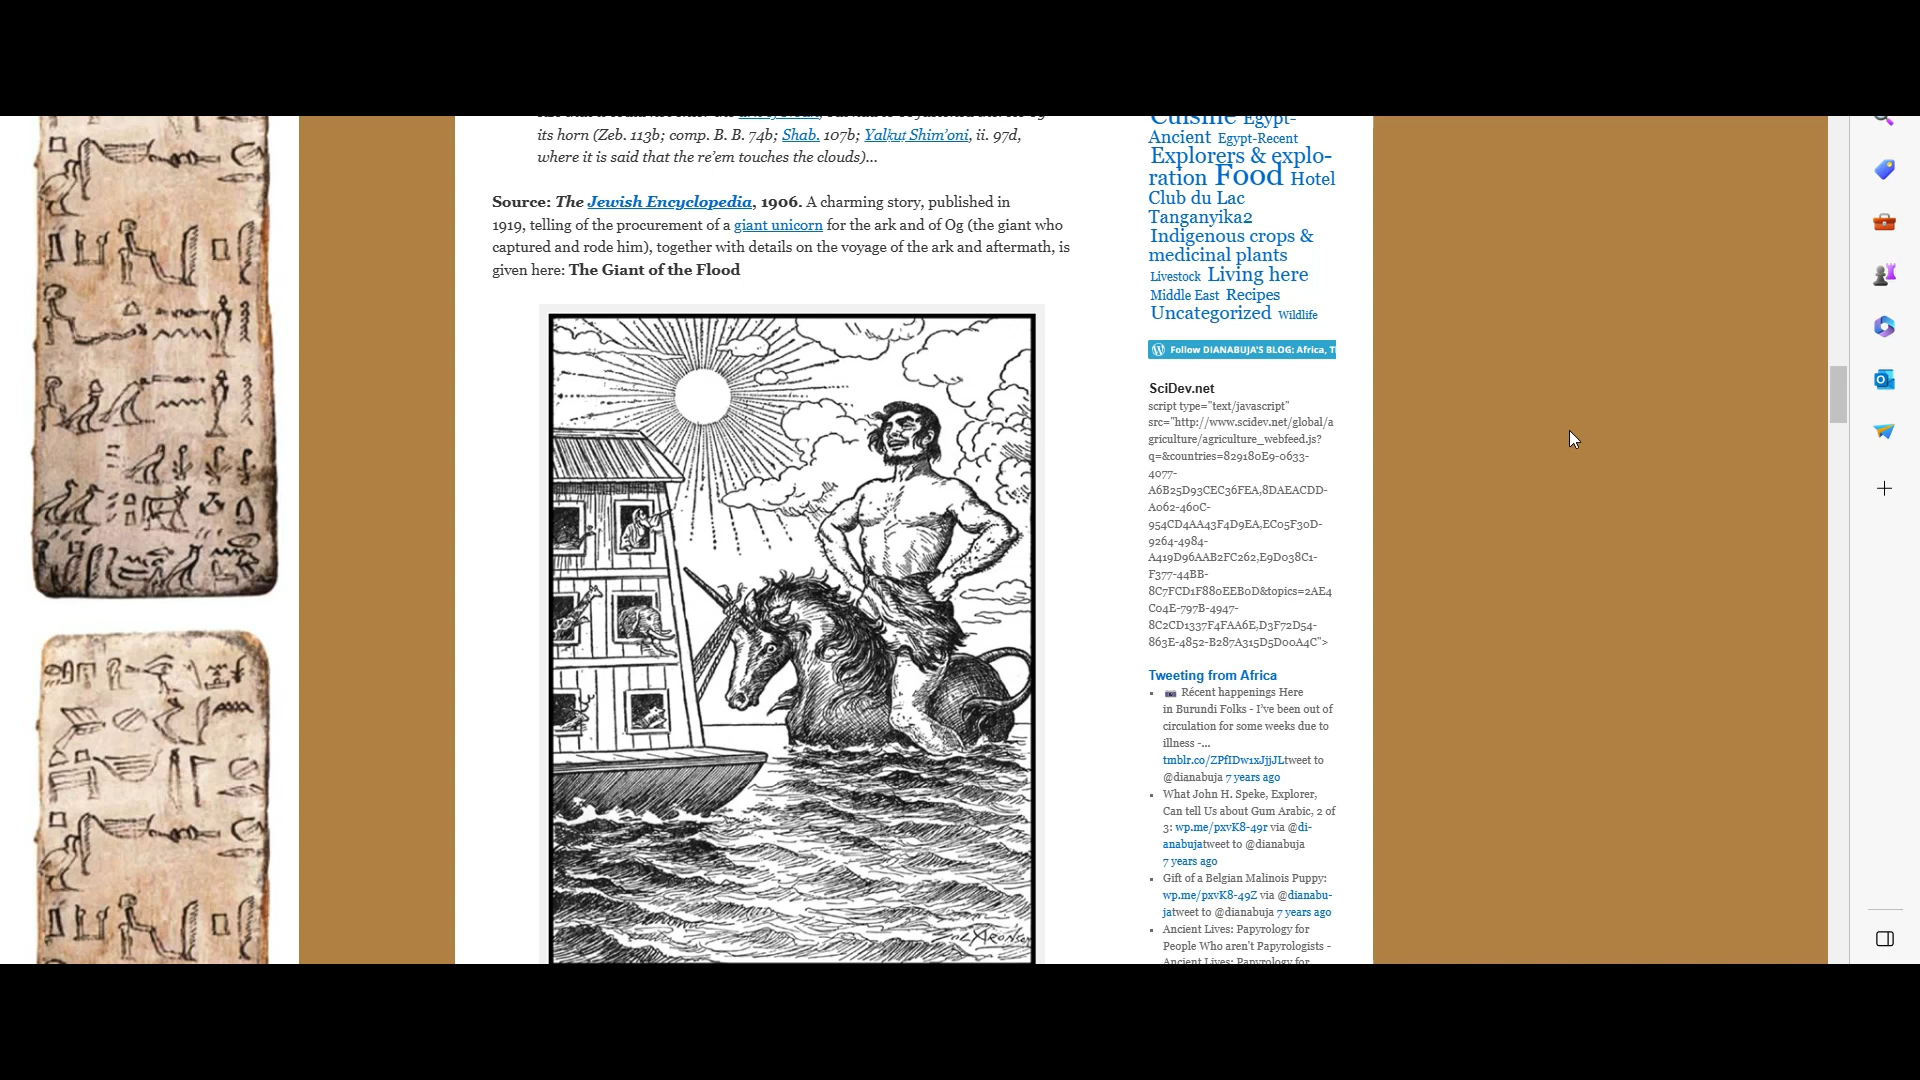 its horn (Zeb. 113b; comp. B. B. 74b; Shab. 107b; Yalḳuṭ Shim'oni, ii. 97d,
where it is said that the re'em touches the clouds)…
Source: The Jewish Encyclopedia, 1906. A charming story, published in
1919, telling of the procurement of a giant unicorn for the ark and of Og (the giant who
captured and rode him), together with details on the voyage of the ark and aftermath, is
given here: The Giant of the Flood
Cuisine Egypt-
Ancient Egypt-Recent
Explorers & explo-
ration Food Hotel
Club du Lac
Tanganyika2
Indigenous crops &
medicinal plants
Livestock Living here
Middle East Recipes
Uncategorized Wildlife
Follow DIANABUJA'S BLOG: Africa, T
SciDev.net
script type="text/javascript"
src="http://www.scidev.net/global/a
griculture/agriculture_webfeed.js?
q=&countries=829180E9-0633-
4077-
A6B25D93CEC36FEA,8DAEACDD-
A062-460C-
954CD4AA43F4D9EA,EC05F30D-
9264-4984-
A419D96AAB2FC262,E9D038C1-
F377-44BB-
8C7FCD1F880EEB0D&topics=2AE4
C04E-797B-4947-
8C2CD1337F4FAA6E,D3F72D54-
863E-4852-B287A315D5D00A4C">
Tweeting from Africa
Récent happenings Here
in Burundi Folks - I've been out of
circulation for some weeks due to
illness -…
tmblr.co/ZPfIDw1xJjjJLtweet to
@dianabuja 7 years ago
What John H. Speke, Explorer,
Can tell Us about Gum Arabic, 2 of
3: wp.me/pxvK8-49r via @di-
anabujatweet to @dianabuja
7 years ago
Gift of a Belgian Malinois Puppy:
wp.me/pxvK8-49Z via @dianabu-
jatweet to @dianabuja 7 years ago
Ancient Lives: Papyrology for
People Who aren't Papyrologists -
Ancient Lives: Papyrology for